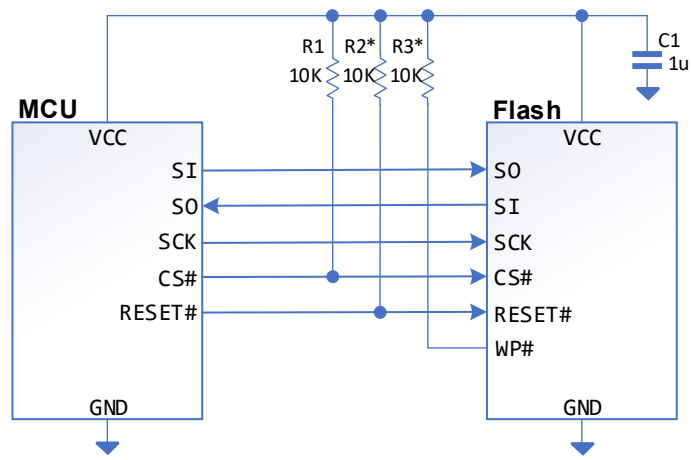 R1 R2* R3* C1
10K 10K 10K 1u
MCU Flash
VCC VCC
SI SO
SO SI
SCK SCK
CS# CS#
RESET# RESET#
WP#
GND GND